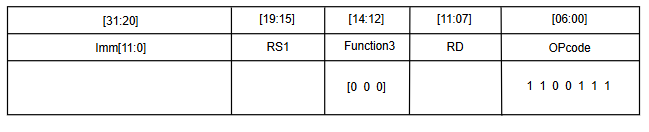 [31:20] [19:15] [14:12] [11:07] [06:00]
Imm[11:0] RS1 Function3 RD OPcode
[0 0 0] 1 1 0 0 1 1 1